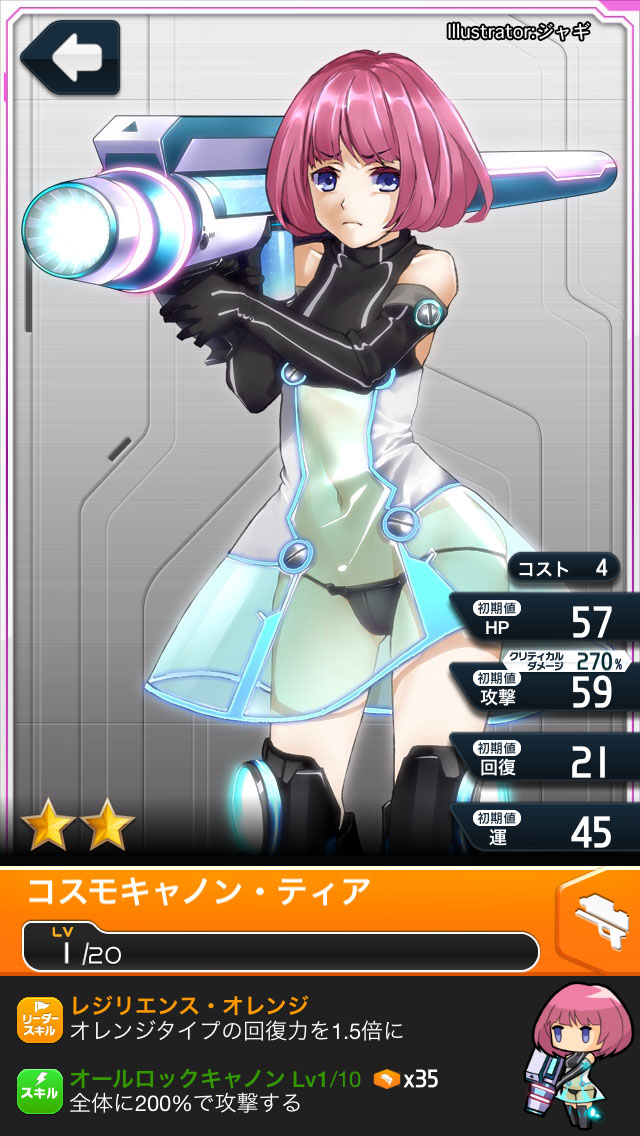 Illustrator:ジャギ
コスト 4
初期値
HP 57
クリティカル
ダメージ 270%
初期値
攻撃 59
初期値
回復 21
初期値
運 45
コスモキャノン・ティア
LV
1/20
リーダー
スキル
レジリエンス・オレンジ
オレンジタイプの回復力を1.5倍に
スキル
オールロックキャノン Lv1/10 x35
全体に200%で攻撃する